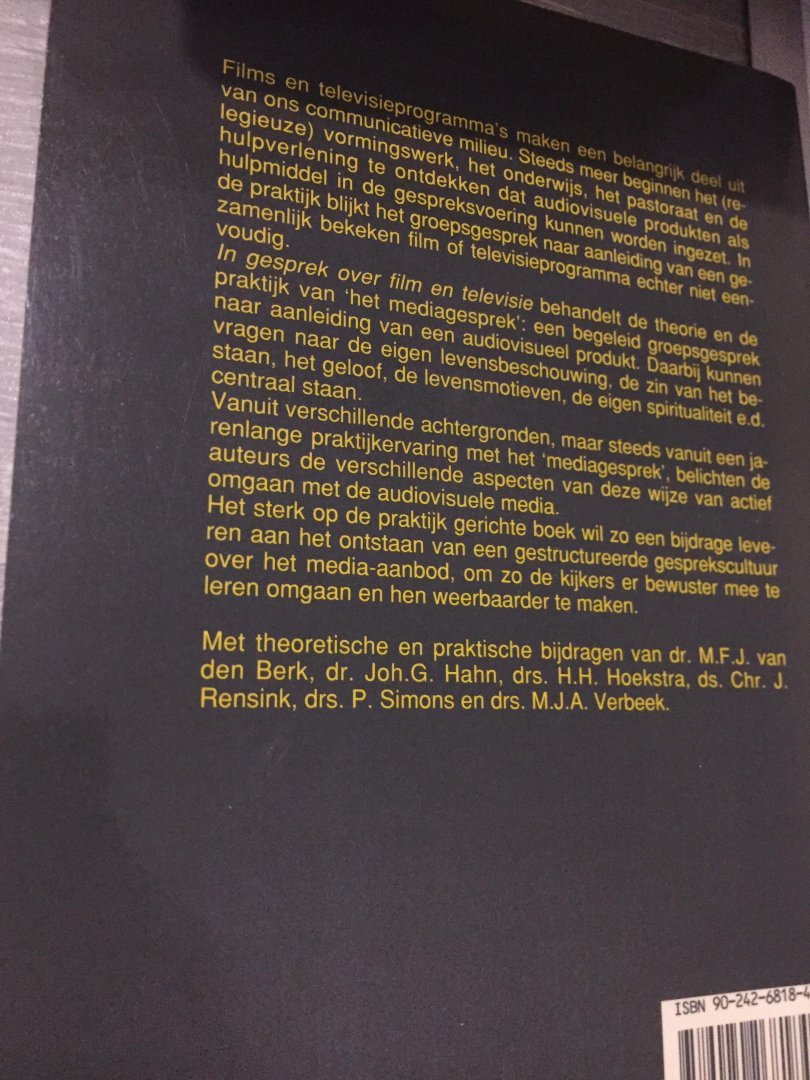 Films en televisieprogramma's maken een belangrijk deel uit
van ons communicatieve milieu. Steeds meer beginnen het (re-
legieuze) vormingswerk, het onderwijs, het pastoraat en de
hulpverlening te ontdekken dat audiovisuele produkten als
hulpmiddel in de gespreksvoering kunnen worden ingezet. In
de praktijk blijkt het groepsgesprek naar aanleiding van een ge-
zamenlijk bekeken film of televisieprogramma echter niet een-
voudig.
In gesprek over film en televisie behandelt de theorie en de
praktijk van 'het mediagesprek': een begeleid groepsgesprek
naar aanleiding van een audiovisueel produkt. Daarbij kunnen
vragen naar de eigen levensbeschouwing, de zin van het be-
staan, het geloof, de levensmotieven, de eigen spiritualiteit e.d.
centraal staan.
Vanuit verschillende achtergronden, maar steeds vanuit een ja-
renlange praktijkervaring met het 'mediagesprek', belichten de
auteurs de verschillende aspecten van deze wijze van actief
omgaan met de audiovisuele media.
Het sterk op de praktijk gerichte boek wil zo een bijdrage leve-
ren aan het ontstaan van een gestructureerde gesprekscultuur
over het media-aanbod, om zo de kijkers er bewuster mee te
leren omgaan en hen weerbaarder te maken.
Met theoretische en praktische bijdragen van dr. M.F.J. van
den Berk, dr. Joh.G. Hahn, drs. H.H. Hoekstra, ds. Chr. J.
Rensink, drs. P. Simons en drs. M.J.A. Verbeek.
ISBN 90-242-6818-4